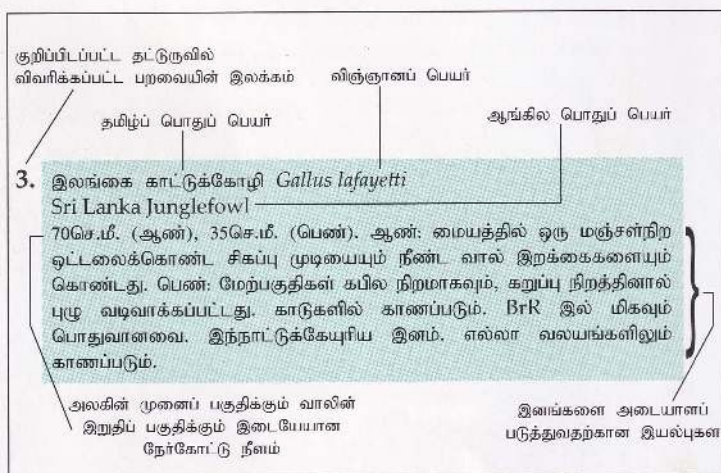 குறிப்பிடப்பட்ட தட்டுருவில்
விவரிக்கப்பட்ட பறவையின் இலக்கம்
விஞ்ஞானப் பெயர்
தமிழ்ப் பொதுப் பெயர்
ஆங்கில பொதுப் பெயர்
3. இலங்கை காட்டுக்கோழி Gallus lafayetti
Sri Lanka Junglefowl
70செ.மீ. (ஆண்), 35செ.மீ. (பெண்). ஆண்: மையத்தில் ஒரு மஞ்சள்நிற
ஒட்டலைக்கொண்ட சிகப்பு முடியையும் நீண்ட வால் இறக்கைகளையும்
கொண்டது. பெண்: மேற்பகுதிகள் கபில நிறமாகவும், கறுப்பு நிறத்தினால்
புழு வடிவாக்கப்பட்டது. காடுகளில் காணப்படும். BrR இல் மிகவும்
பொதுவானவை. இந்நாட்டுக்கேயுரிய இனம். எல்லா வலயங்களிலும்
காணப்படும்.
அலகின் முனைப் பகுதிக்கும் வாலின்
இறுதிப் பகுதிக்கும் இடையேயான
நேர்கோட்டு நீளம்
இனங்களை அடையாளப்
படுத்துவதற்கான இயல்புகள